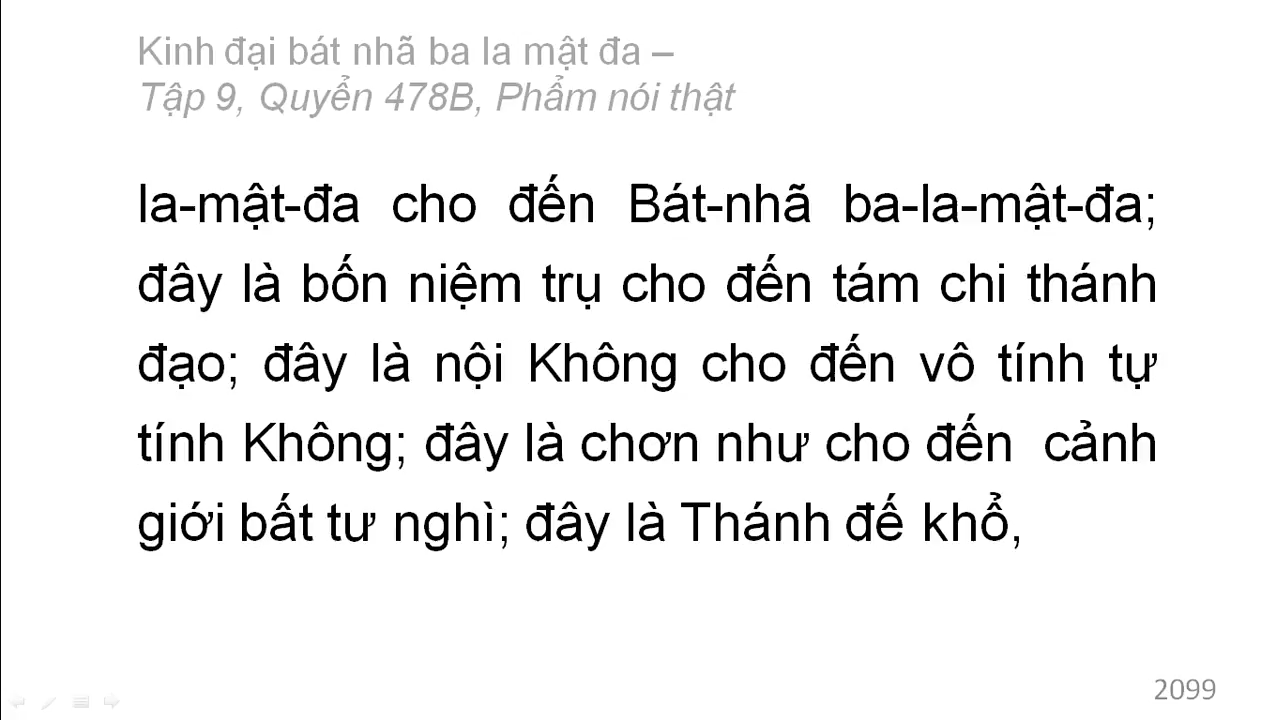 Kinh đại bát nhã ba la mật đa –
Tập 9, Quyển 478B, Phẩm nói thật
la-mật-đa cho đến Bát-nhã ba-la-mật-đa;
đây là bốn niệm trụ cho đến tám chi thánh
đạo; đây là nội Không cho đến vô tính tự
tính Không; đây là chơn như cho đến cảnh
giới bất tư nghì; đây là Thánh đế khổ,
2099